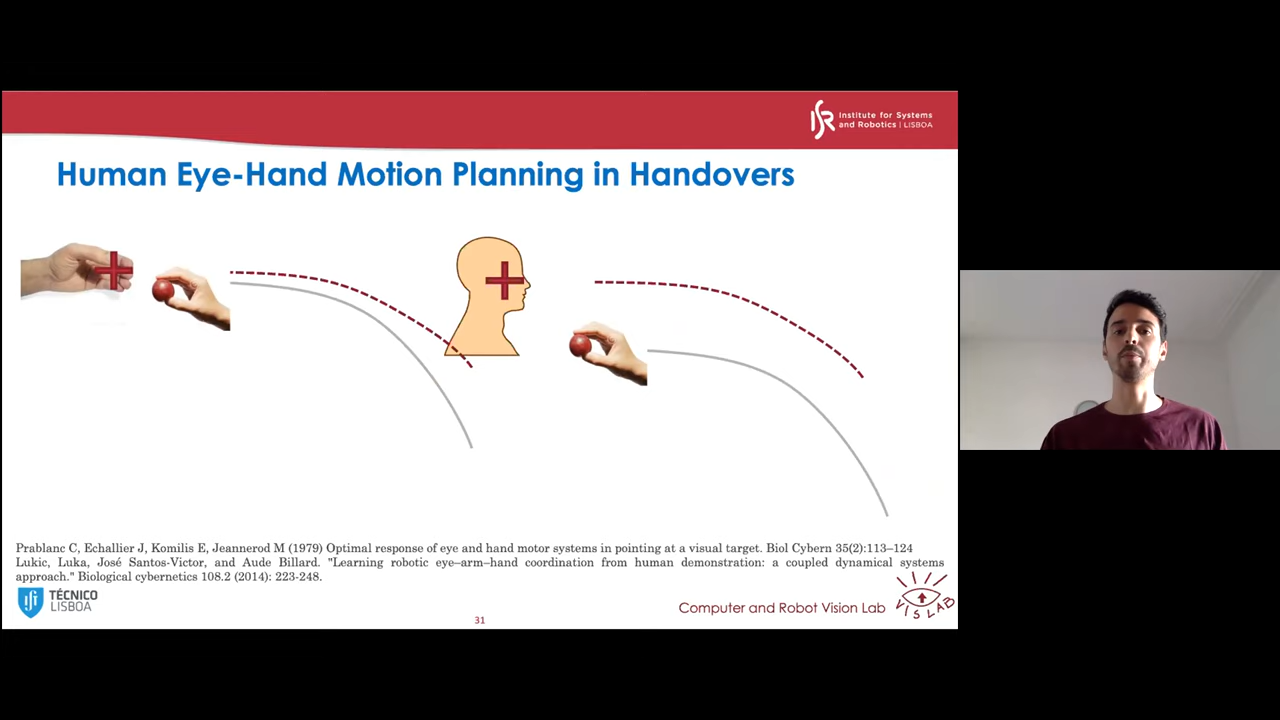 Institute for Systems
and Robotics | LISBOA
Human Eye-Hand Motion Planning in Handovers
Prablanc C, Echallier J, Komilis E, Jeannerod M (1979) Optimal response of eye and hand motor systems in pointing at a visual target. Biol Cybern 35(2):113–124
Lukic, Luka, José Santos-Victor, and Aude Billard. "Learning robotic eye–arm–hand coordination from human demonstration: a coupled dynamical systems
approach." Biological cybernetics 108.2 (2014): 223-248.
TÉCNICO
LISBOA
31
Computer and Robot Vision Lab
VISLAB